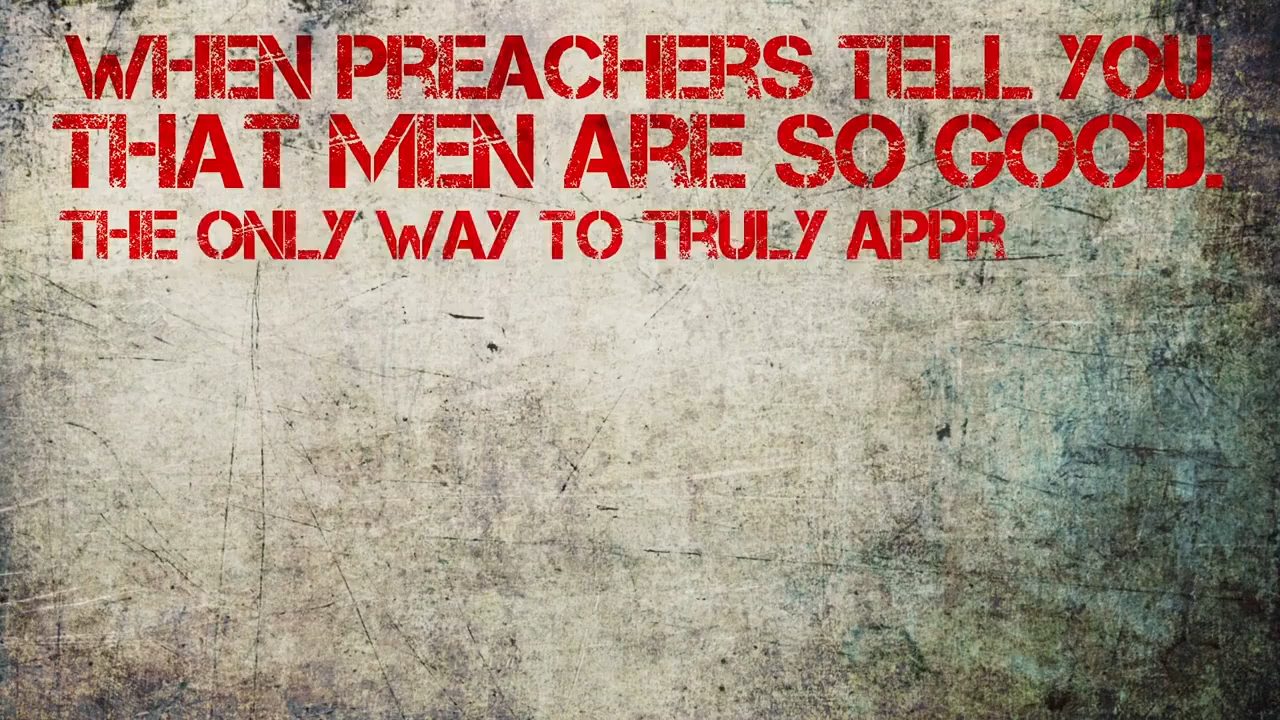 WHEN PREACHERS TELL YOU
THAT MEN ARE SO GOOD.
THE ONLY WAY TO TRULY APPR